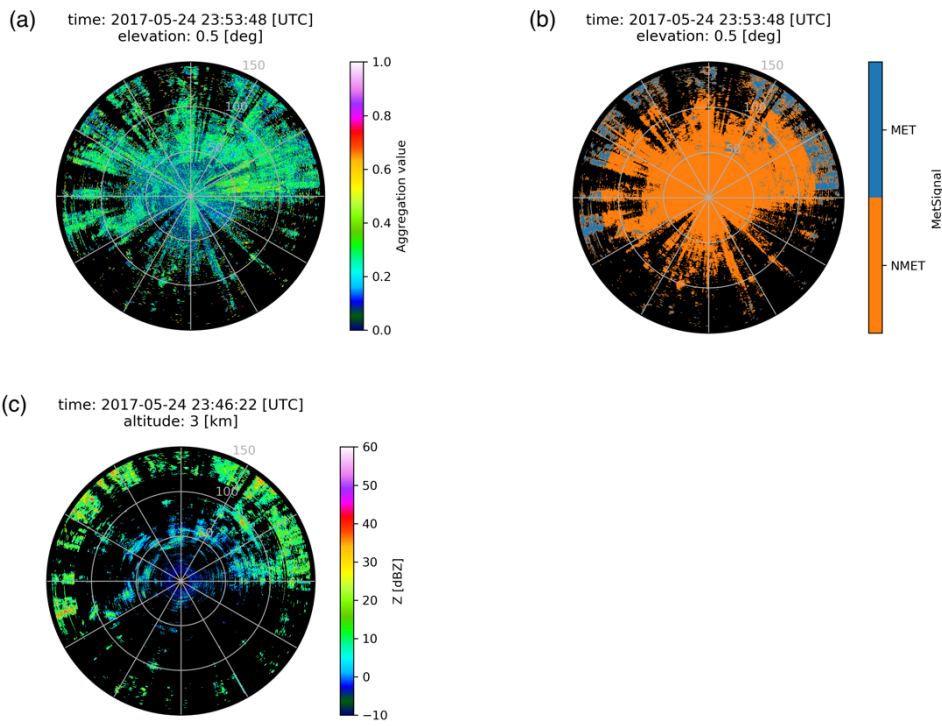 (a)
time: 2017-05-24 23:53:48 [UTC]
elevation: 0.5 [deg]
150
100
1.0
0.8
0.6
0.4
0.2
0.0
Aggregation value
(b)
time: 2017-05-24 23:53:48 [UTC]
elevation: 0.5 [deg]
150
100
50
MET
NMET
MetSignal
(c)
time: 2017-05-24 23:46:22 [UTC]
altitude: 3 [km]
150
100
60
50
40
30
20
10
0
−10
Z [dBZ]